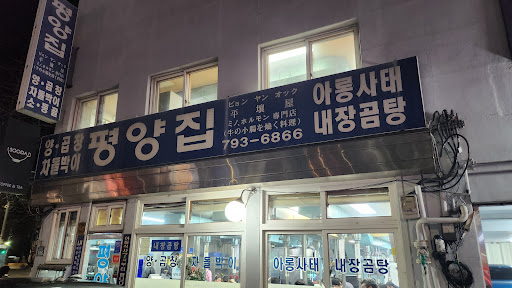 평양집
양·곱창
차돌박이
양·곱창
차돌박이
평양집
ピョン ヤン オック
平壌屋
ミノ ホルモン 専門店
(牛の小腸を焼く料理)
793-6866
아롱사태
내장곰탕
SOODAL
내장곰탕
양·곱창
차돌박이
아롱사태
내장곰탕